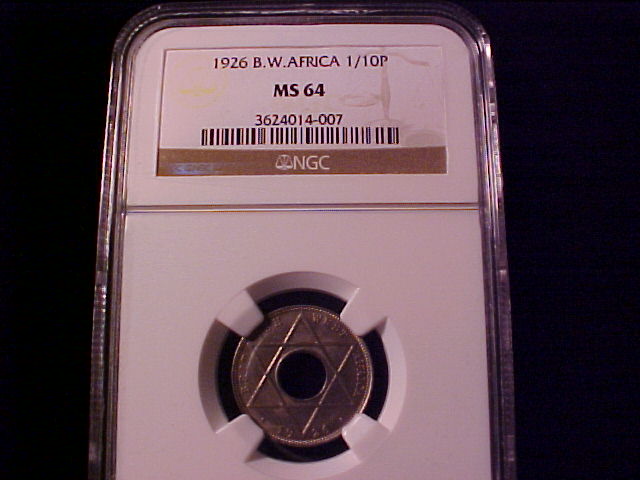 1926 B.W.AFRICA 1/10P
MS 64
3624014-007
NGC